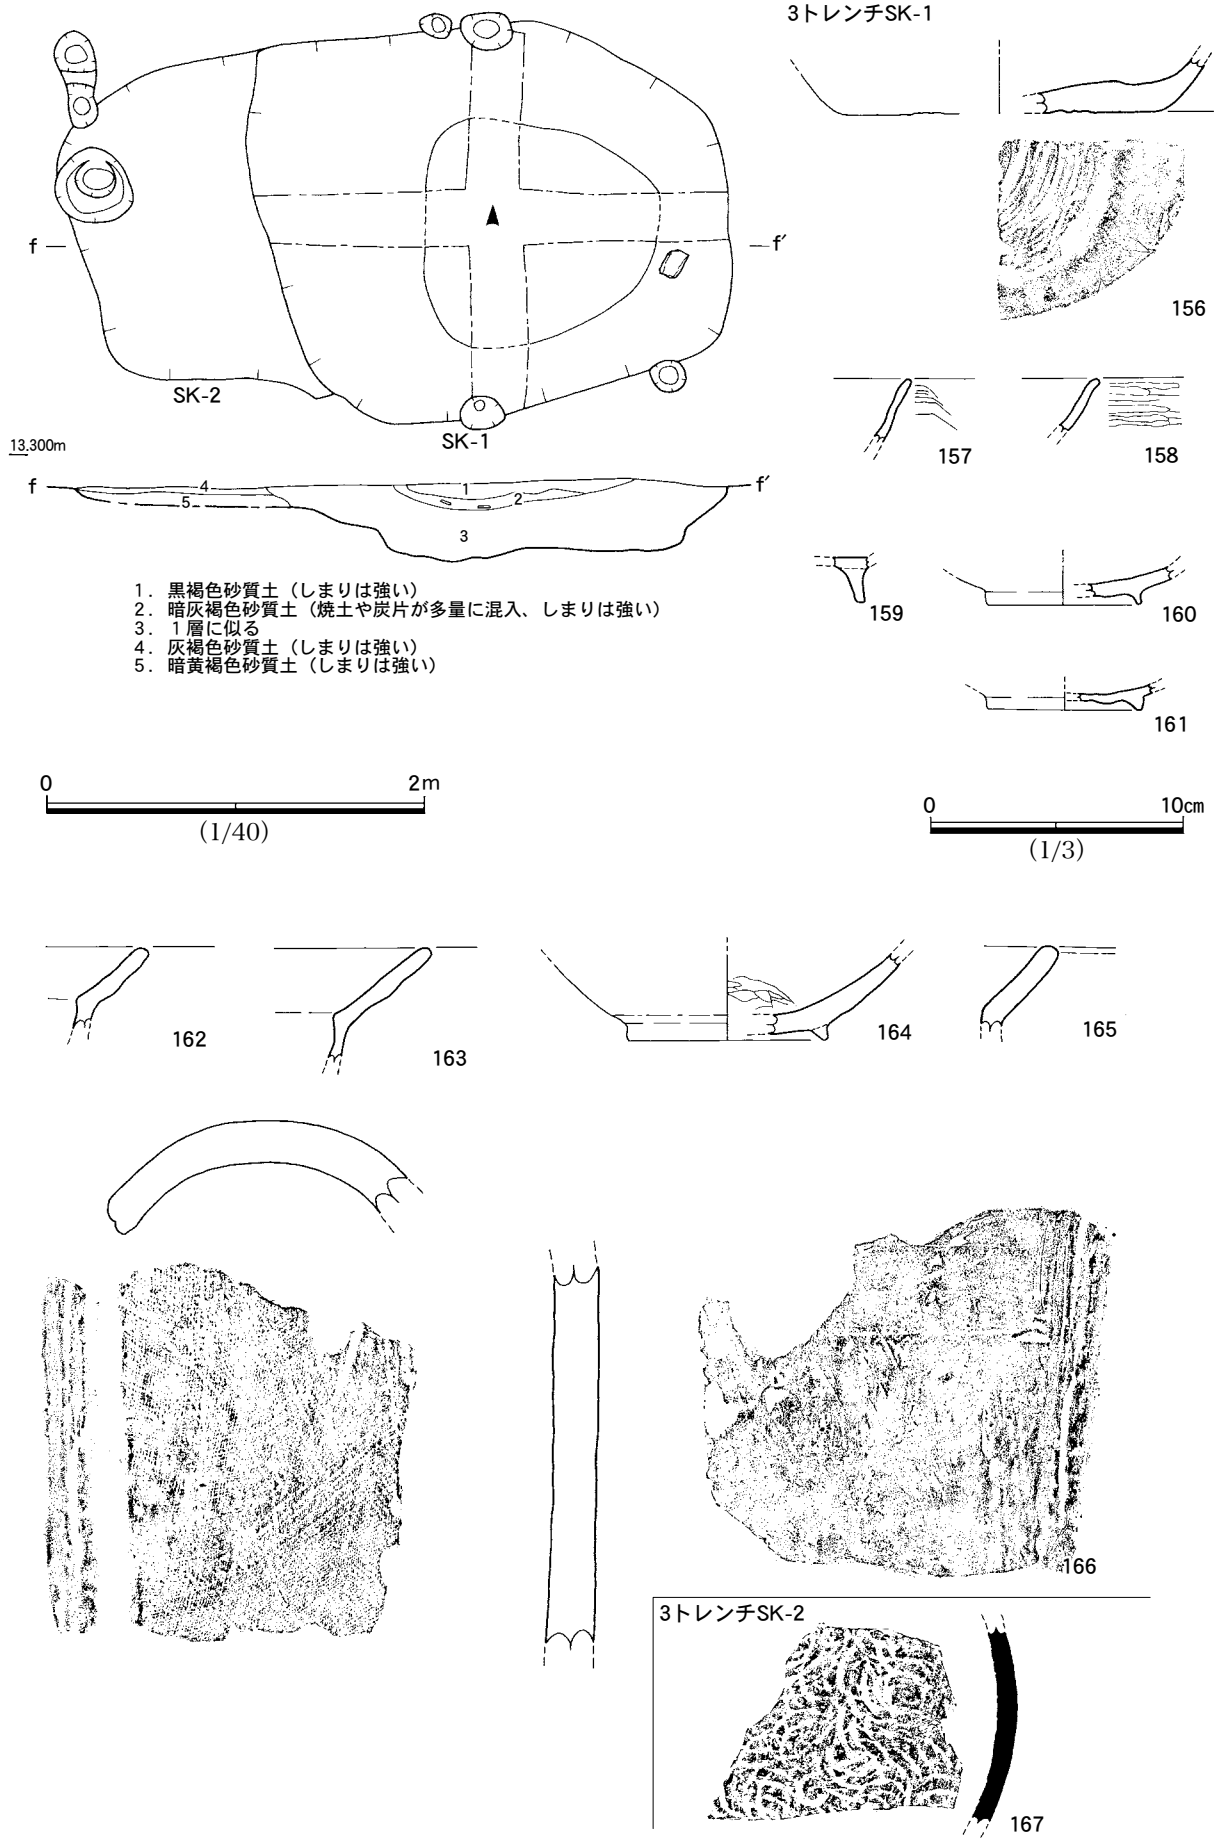 3トレンチSK-1
f
f′
SK-2
SK-1
156
157
158
13.300m
f
f′
4
5
1
2
3
159
160
161
1. 黒褐色砂質土（しまりは強い）
2. 暗灰褐色砂質土（焼土や炭片が多量に混入、しまりは強い）
3. １層に似る
4. 灰褐色砂質土（しまりは強い）
5. 暗黄褐色砂質土（しまりは強い）
0
2m
(1/40)
0
10cm
(1/3)
162
163
164
165
166
3トレンチSK-2
167